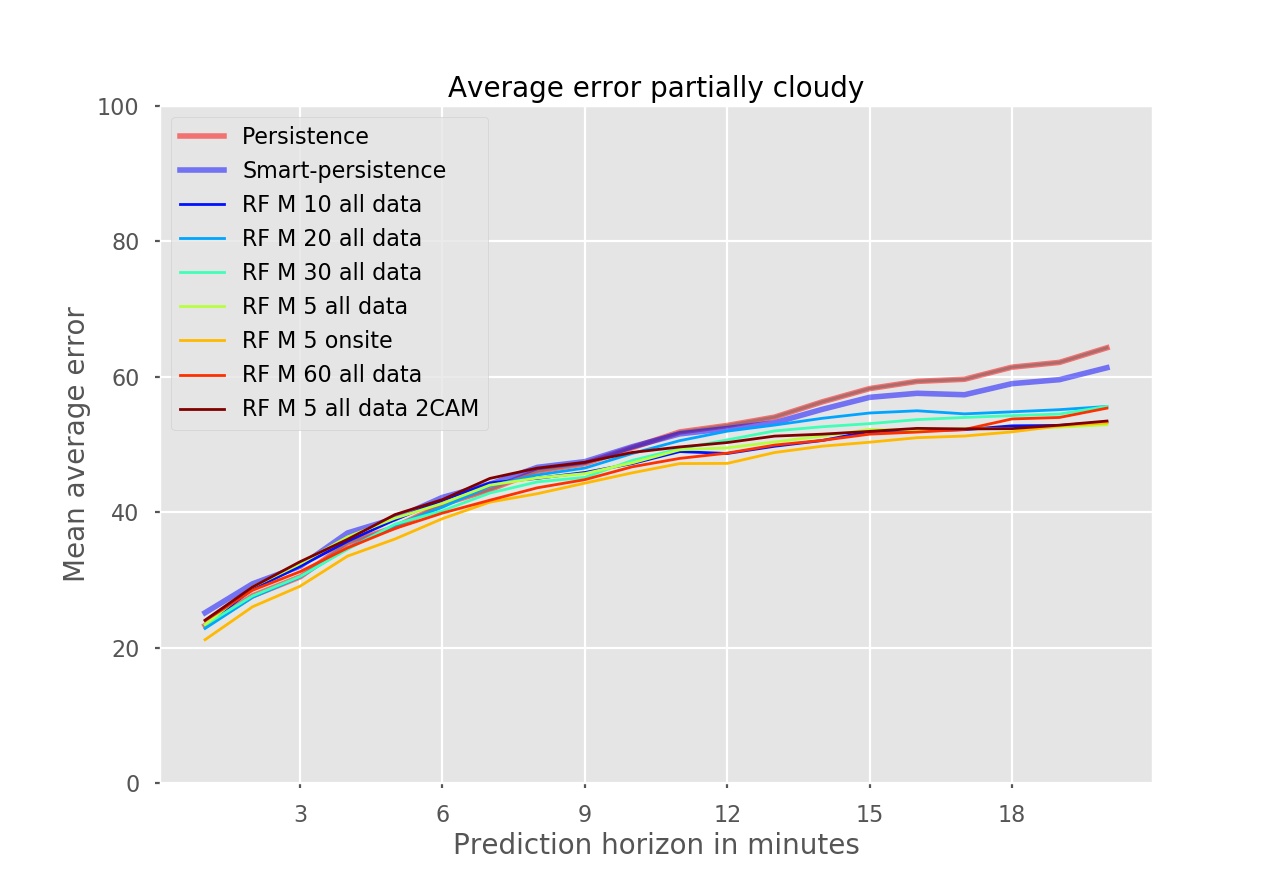 Average error partially cloudy
100
80
60
40
20
0
Mean average error
Persistence
Smart-persistence
RF M 10 all data
RF M 20 all data
RF M 30 all data
RF M 5 all data
RF M 5 onsite
RF M 60 all data
RF M 5 all data 2CAM
3 6 9 12 15 18
Prediction horizon in minutes